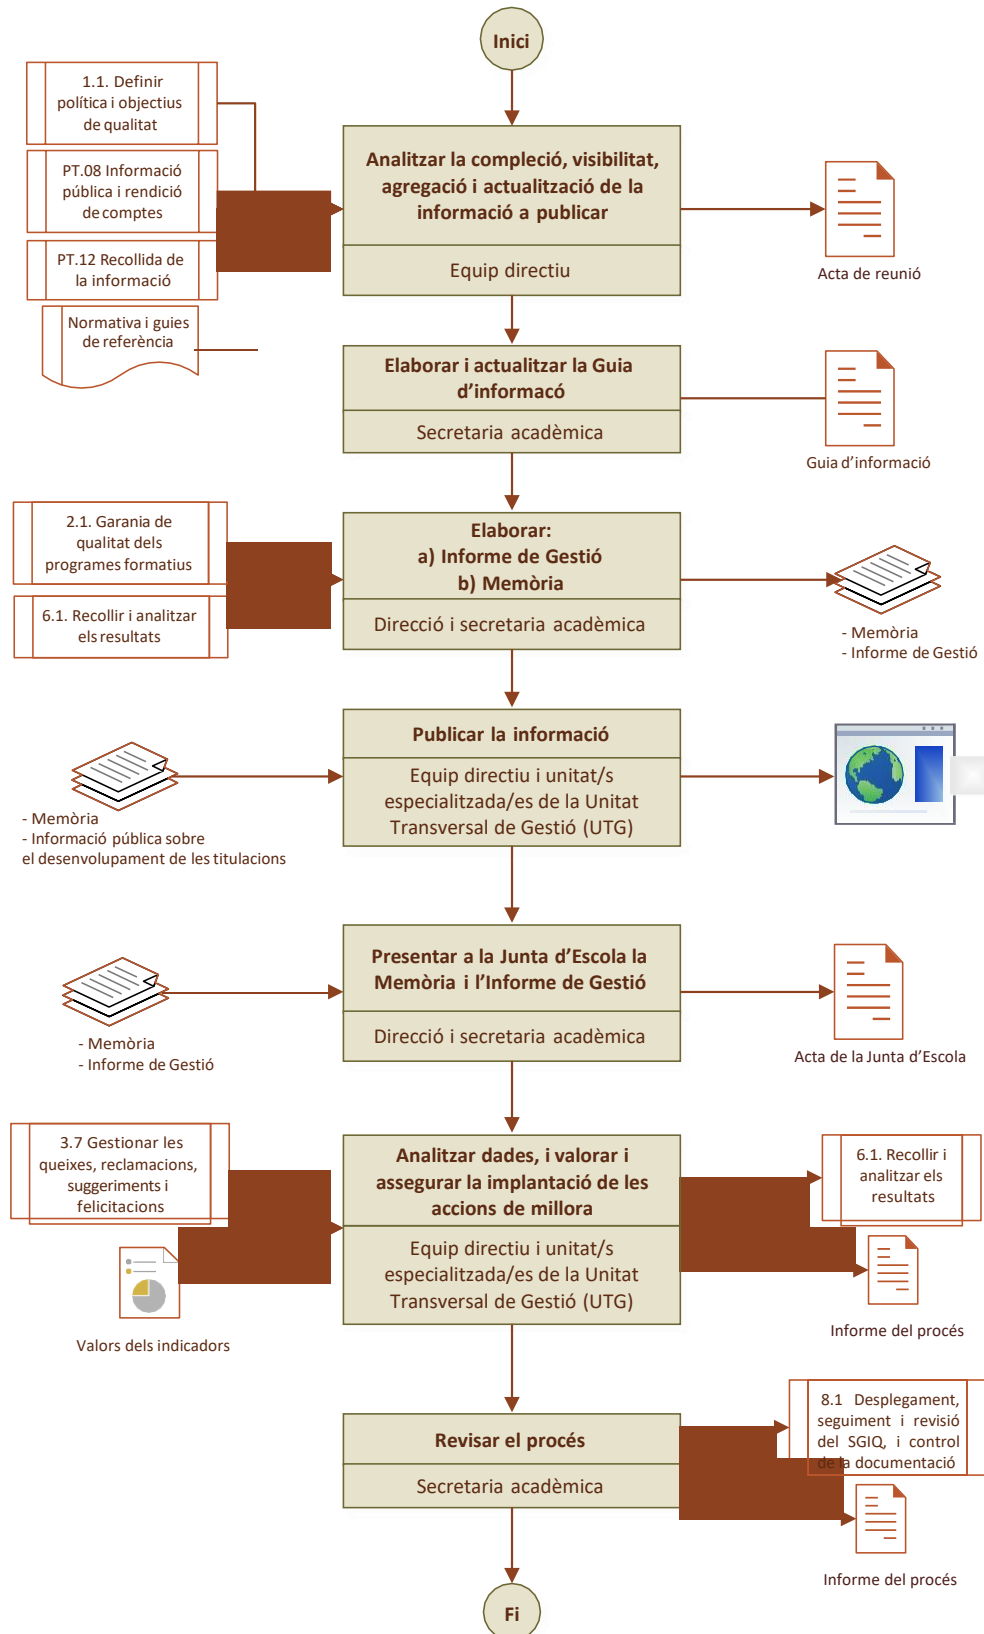 Inici
1.1. Definir
política i objectius
de qualitat
PT.08 Informació
pública i rendició
de comptes
PT.12 Recollida de
la informació
Normativa i guies
de referència
Analitzar la compleció, visibilitat,
agregació i actualització de la
informació a publicar
Equip directiu
Acta de reunió
Elaborar i actualitzar la Guia
d’informacó
Secretaria acadèmica
Guia d’informació
2.1. Garania de
qualitat dels
programes formatius
6.1. Recollir i analitzar
els resultats
Elaborar:
a) Informe de Gestió
b) Memòria
Direcció i secretaria acadèmica
- Memòria
- Informe de Gestió
Publicar la informació
Equip directiu i unitat/s
especialitzada/es de la Unitat
Transversal de Gestió (UTG)
- Memòria
- Informació pública sobre
el desenvolupament de les titulacions
Presentar a la Junta d’Escola la
Memòria i l’Informe de Gestió
Direcció i secretaria acadèmica
- Memòria
- Informe de Gestió
Acta de la Junta d’Escola
3.7 Gestionar les
queixes, reclamacions,
suggeriments i
felicitacions
Valors dels indicadors
Analitzar dades, i valorar i
assegurar la implantació de les
accions de millora
Equip directiu i unitat/s
especialitzada/es de la Unitat
Transversal de Gestió (UTG)
6.1. Recollir i
analitzar els
resultats
Informe del procés
Revisar el procés
Secretaria acadèmica
8.1 Desplegament,
seguiment i revisió
del SGIQ, i control
de la documentació
Informe del procés
Fi